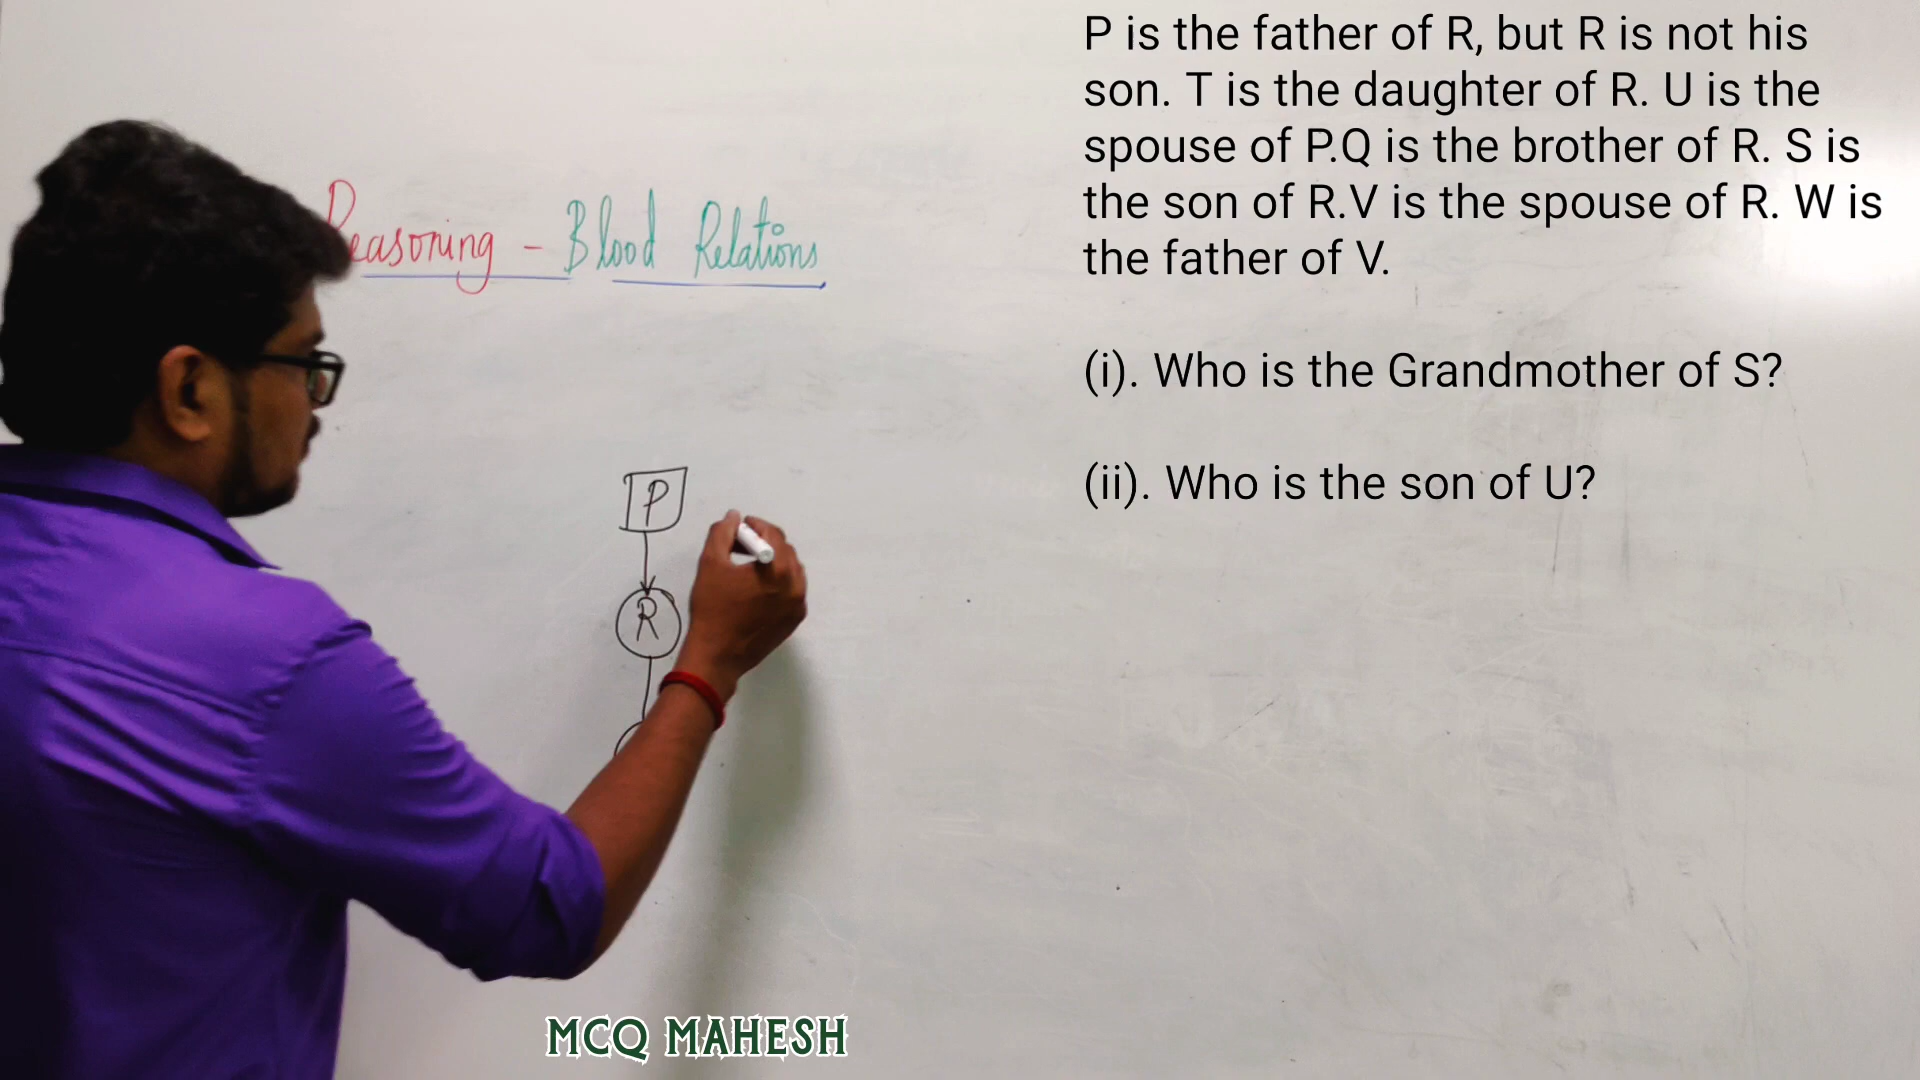 P is the father of R, but R is not his
son. T is the daughter of R. U is the
spouse of P.Q is the brother of R. S is
the son of R.V is the spouse of R. W is
the father of V.
(i). Who is the Grandmother of S?
(ii). Who is the son of U?
Reasoning - Blood Relations
P
R
MCQ MAHESH